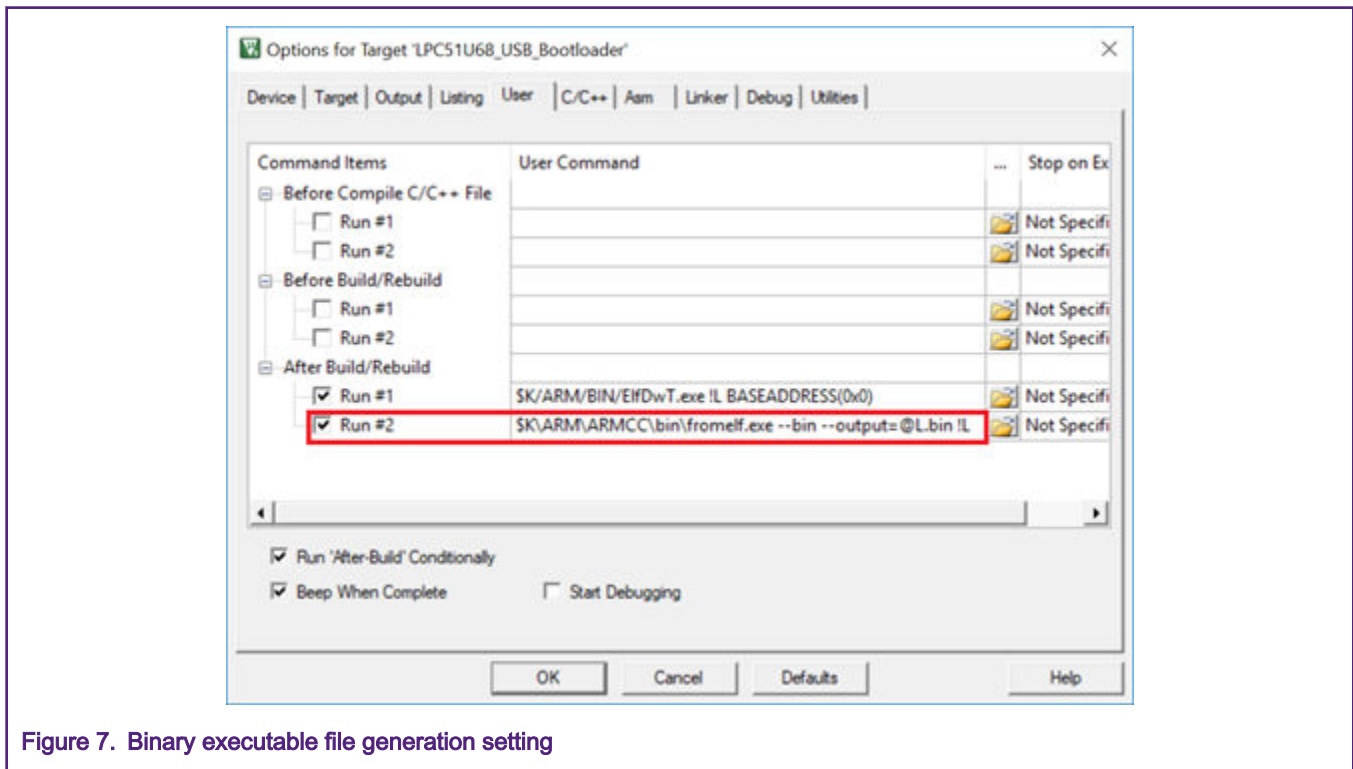 Options for Target 'LPC51U68_USB_Bootloader'
Device | Target | Output | Listing User | C/C++ | Asm | Linker | Debug | Utilities |
Command Items User Command ... Stop on Ex
Before Compile C/C++ File
Run #1 Not Specifi
Run #2 Not Specifi
Before Build/Rebuild
Run #1 Not Specifi
Run #2 Not Specifi
After Build/Rebuild
Run #1 $K/ARM/BIN/ElfDwT.exe !L BASEADDRESS(0x0) Not Specifi
Run #2 $K\ARM\ARMCC\bin\fromelf.exe --bin --output=@L.bin !L Not Specifi
Run 'After-Build' Conditionally
Beep When Complete Start Debugging
OK Cancel Defaults Help
Figure 7. Binary executable file generation setting